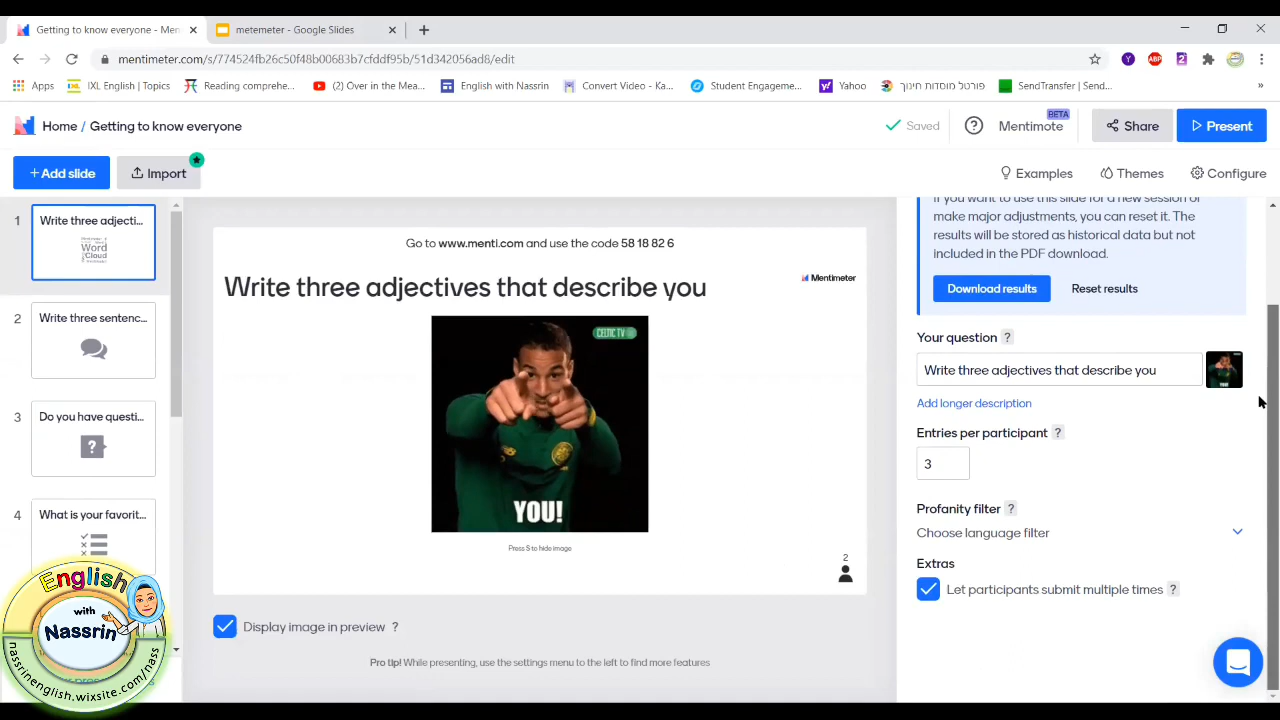 Getting to know everyone - Men
metemeter - Google Slides
mentimeter.com/s/774524fb26c50f48b00683b7cfddf95b/51d342056ad6/edit
Apps
IXL English | Topics
Reading comprehe...
(2) Over in the Mea...
English with Nassrin
Convert Video - Ka...
Student Engageme...
Yahoo
פורטל מוסדות חינוך
SendTransfer | Send...
Home / Getting to know everyone
Saved
Mentimote
BETA
Share
Present
+ Add slide
Import
Examples
Themes
Configure
1
Write three adjecti...
Word
Cloud
2
Write three sentenc...
3
Do you have questi...
4
What is your favorit...
Go to www.menti.com and use the code 58 18 82 6
Write three adjectives that describe you
Mentimeter
CELTIC TV
YOU!
Press S to hide image
2
Display image in preview ?
Pro tip! While presenting, use the settings menu to the left to find more features
If you want to use this slide for a new session or
make major adjustments, you can reset it. The
results will be stored as historical data but not
included in the PDF download.
Download results
Reset results
Your question ?
Write three adjectives that describe you
Add longer description
Entries per participant ?
3
Profanity filter ?
Choose language filter
Extras
Let participants submit multiple times ?
English
with
Nassrin
nassrinenglish.wixsite.com/nass